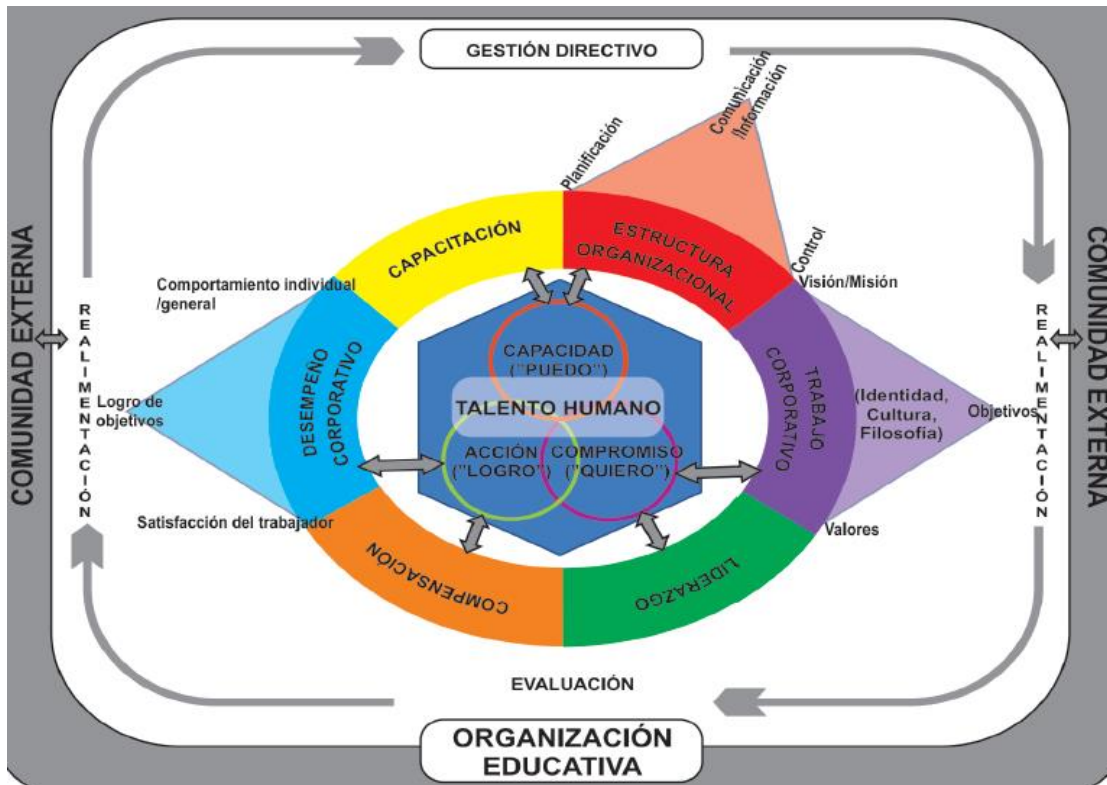 GESTIÓN DIRECTIVO
Comunicación
/Información
Planificación
Control
CAPACITACIÓN
ESTRUCTURA
ORGANIZACIONAL
Visión/Misión
Comportamiento individual
/general
COMUNIDAD EXTERNA
REALIMENTACIÓN
Logro de
objetivos
DESEMPEÑO
CORPORATIVO
CAPACIDAD
("PUEDO")
TALENTO HUMANO
ACCIÓN
("LOGRO")
COMPROMISO
("QUIERO")
TRABAJO
CORPORATIVO
(Identidad,
Cultura,
Filosofía)
Objetivos
REALIMENTACIÓN
COMUNIDAD EXTERNA
Satisfacción del trabajador
Valores
COMPENSACIÓN
LIDERAZGO
EVALUACIÓN
ORGANIZACIÓN
EDUCATIVA